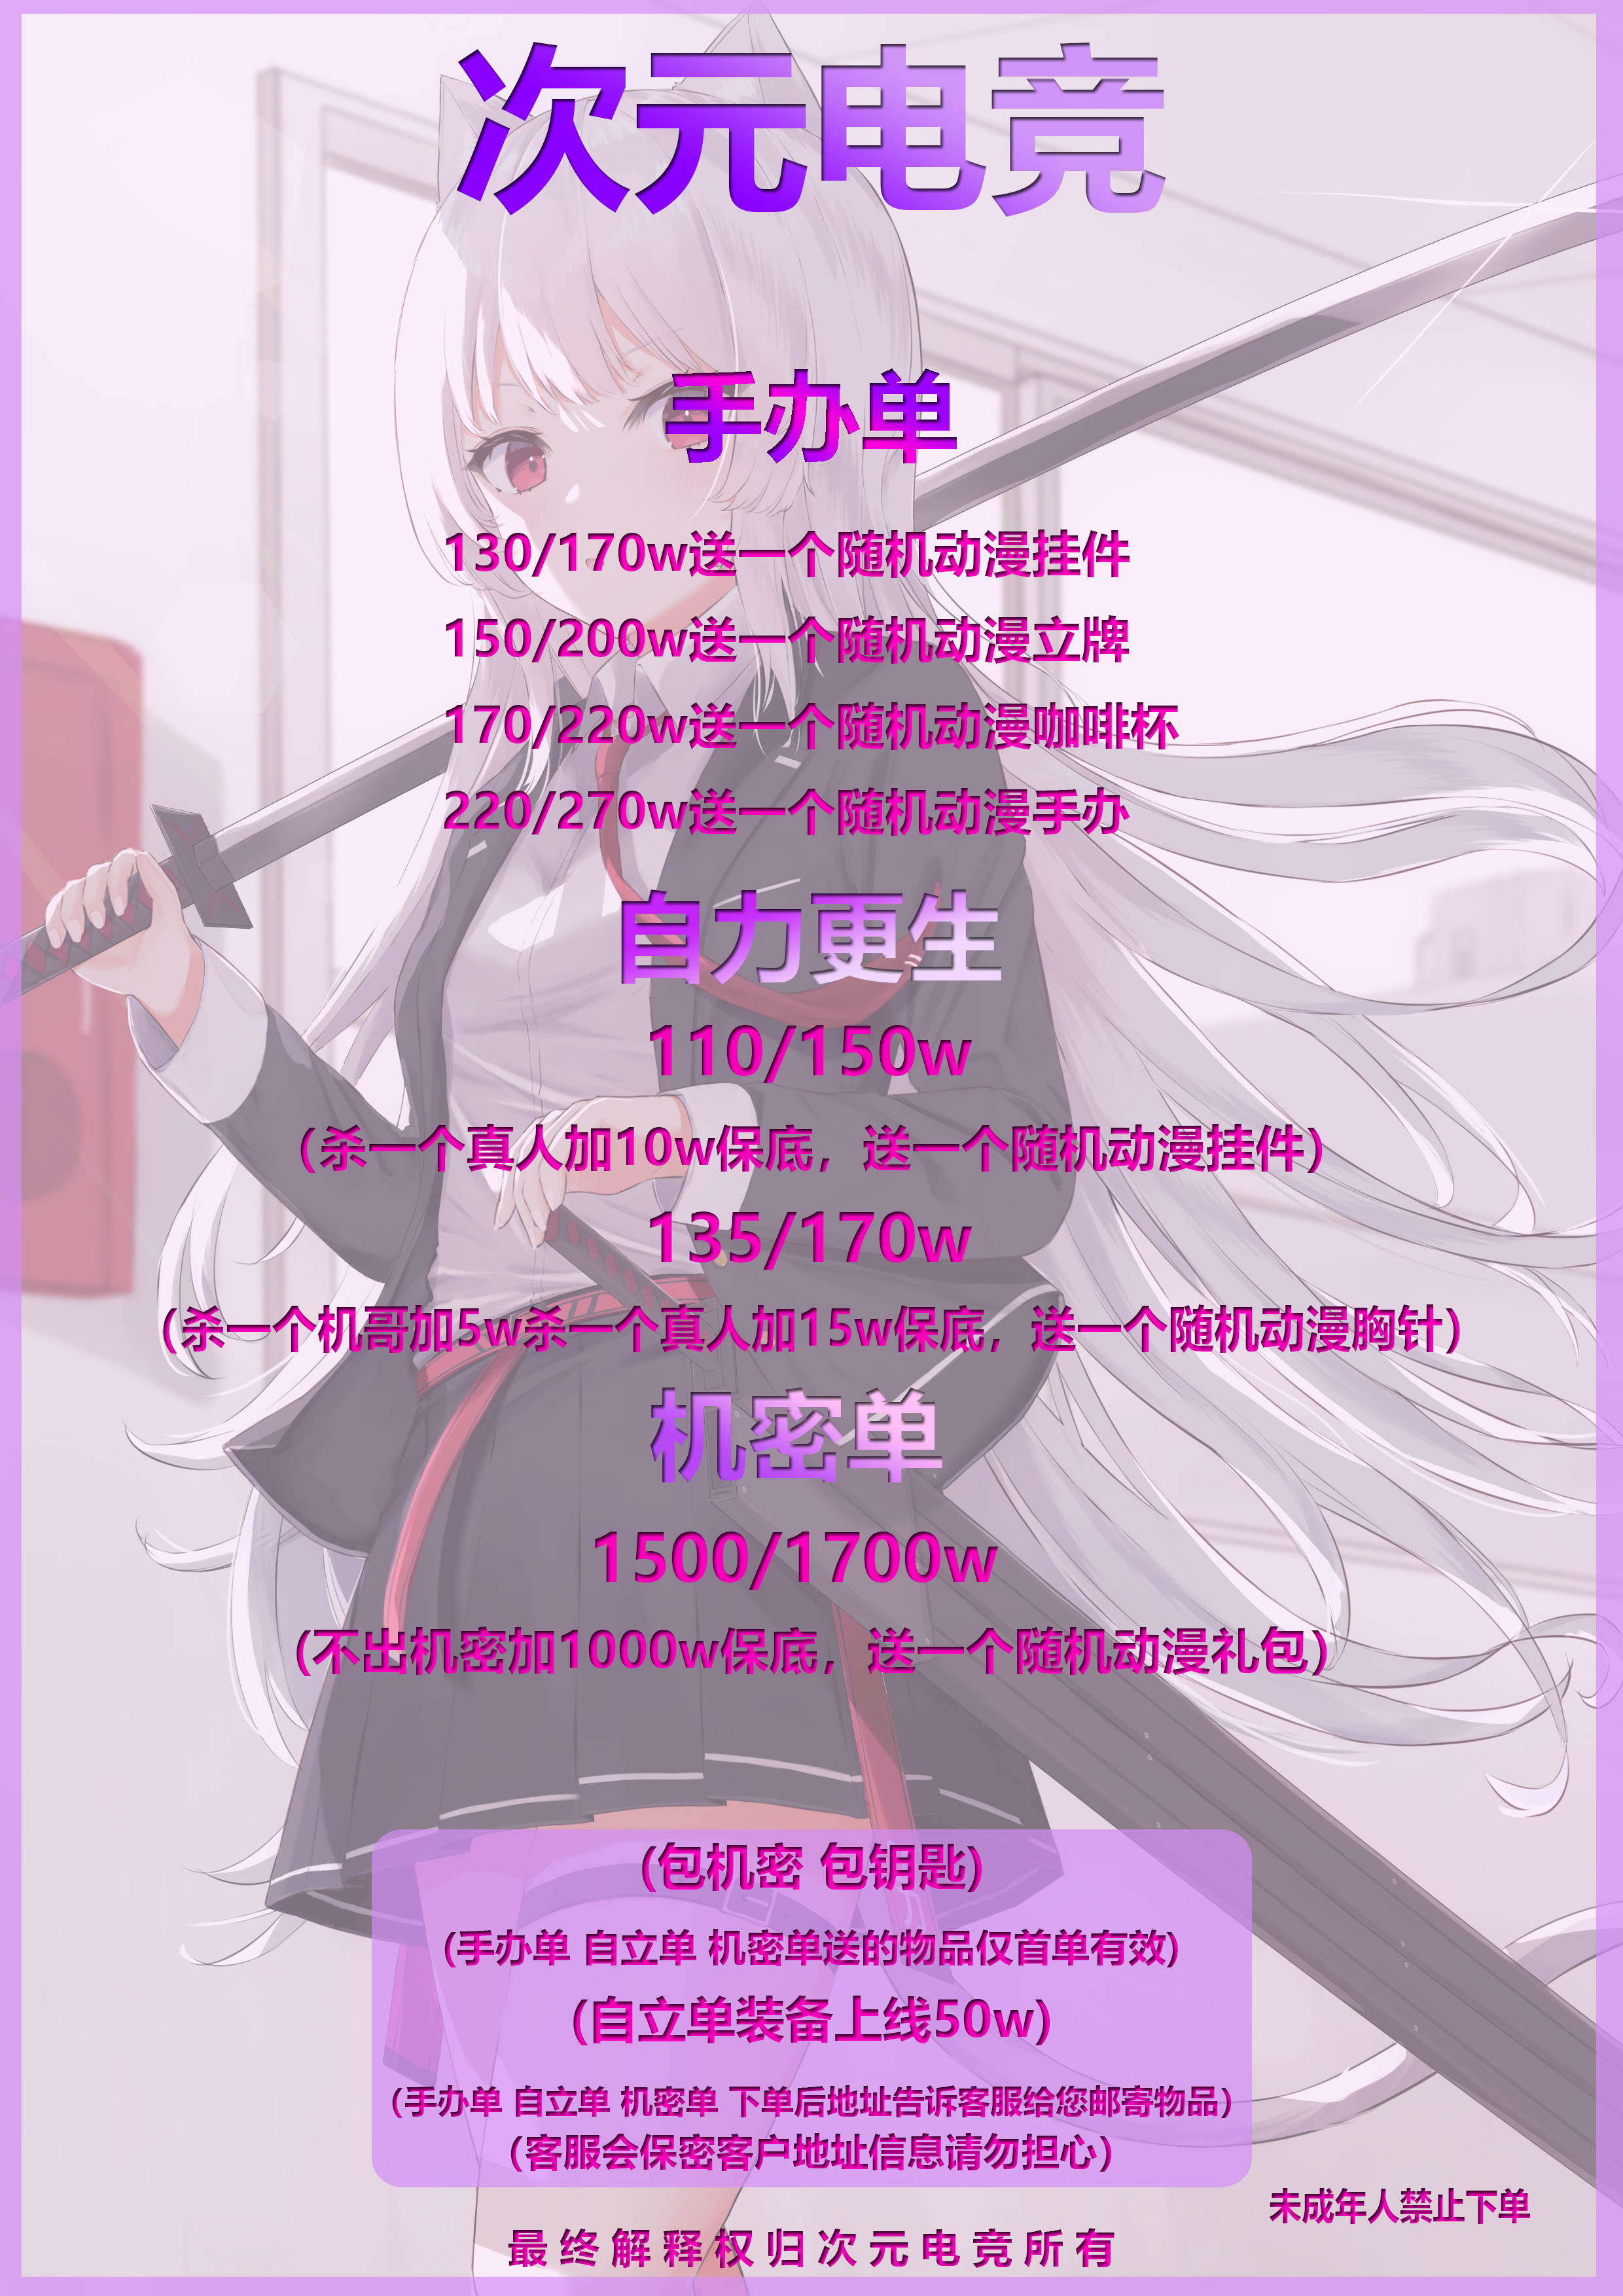 次元电竞
手办单
130/170w送一个随机动漫挂件
150/200w送一个随机动漫立牌
170/220w送一个随机动漫咖啡杯
220/270w送一个随机动漫手办
自力更生
110/150w
（杀一个真人加10w保底，送一个随机动漫挂件）
135/170w
（杀一个机哥加5w杀一个真人加15w保底，送一个随机动漫胸针）
机密单
1500/1700w
（不出机密加1000w保底，送一个随机动漫礼包）
(包机密 包钥匙)
(手办单 自立单 机密单送的物品仅首单有效)
(自立单装备上线50w)
（手办单 自立单 机密单 下单后地址告诉客服给您邮寄物品）
（客服会保密客户地址信息请勿担心）
未成年人禁止下单
最终解释权归次元电竞所有